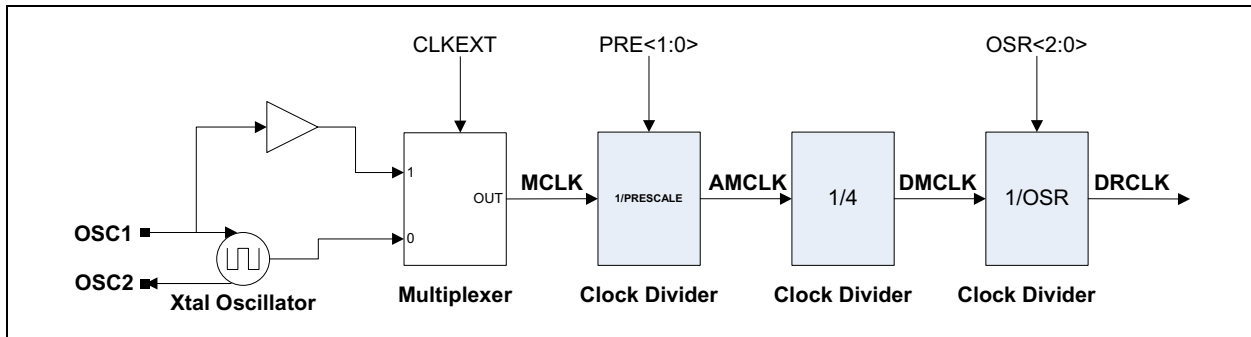 CLKEXT
PRE<1:0>
OSR<2:0>
1
0
OUT
MCLK
1/PRESCALE
AMCLK
1/4
DMCLK
1/OSR
DRCLK
OSC1
OSC2
Xtal Oscillator
Multiplexer
Clock Divider
Clock Divider
Clock Divider